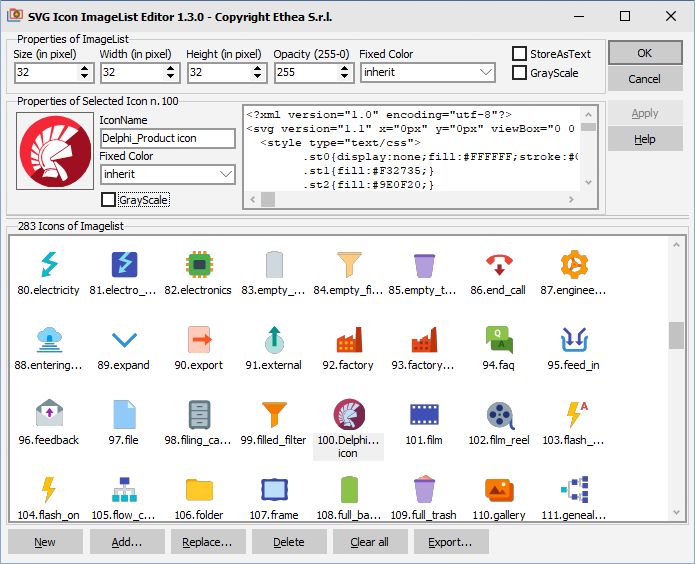 SVG Icon ImageList Editor 1.3.0 - Copyright Ethea S.r.l.
Properties of ImageList
Size (in pixel) Width (in pixel) Height (in pixel) Opacity (255-0) Fixed Color
32 32 32 255 inherit
StoreAsText
GrayScale
OK
Cancel
Properties of Selected Icon n. 100
IconName
Delphi_Product icon
Fixed Color
inherit
GrayScale
<?xml version="1.0" encoding="utf-8"?>
<svg version="1.1" x="0px" y="0px" viewBox="0 0
<style type="text/css">
.st0{display:none;fill:#FFFFFF;stroke:#0
.st1{fill:#F32735;}
.st2{fill:#9E0F20;}
Apply
Help
283 Icons of Imagelist
80.electricity 81.electro_... 82.electronics 83.empty_... 84.empty_fi... 85.empty_t... 86.end_call 87.enginee...
88.entering... 89.expand 90.export 91.external 92.factory 93.factory... 94.faq 95.feed_in
Q
A
96.feedback 97.file 98.filing_ca... 99.filled_filter 100.Delphi... 101.film 102.film_reel 103.flash_...
icon
A
104.flash_on 105.flow_c... 106.folder 107.frame 108.full_ba... 109.full_trash 110.gallery 111.geneal...
New Add... Replace... Delete Clear all Export...